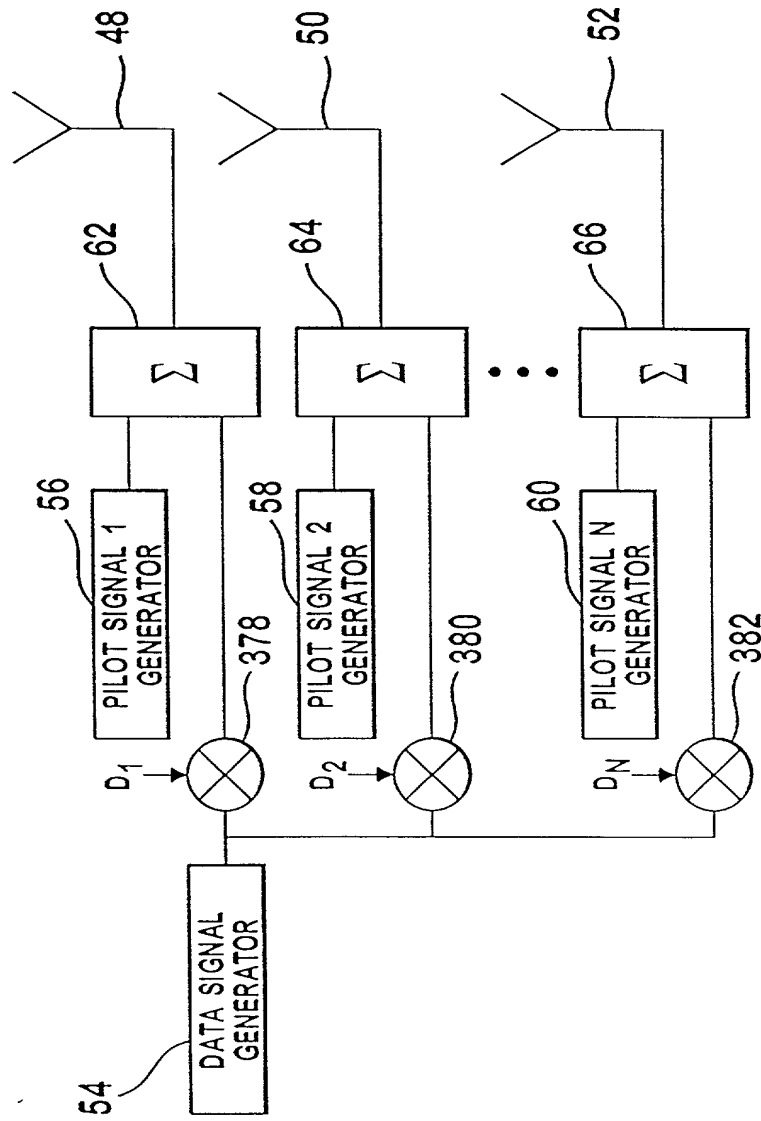 48
50
52
62
Σ
64
Σ
66
Σ
56
PILOT SIGNAL 1
GENERATOR
58
PILOT SIGNAL 2
GENERATOR
60
PILOT SIGNAL N
GENERATOR
D1
378
D2
380
DN
382
54
DATA SIGNAL
GENERATOR